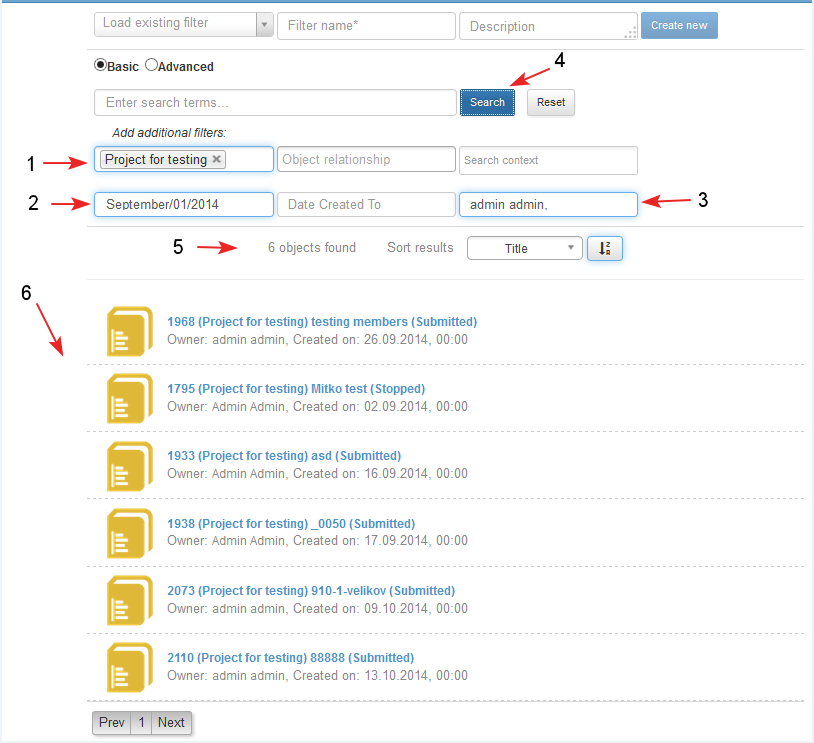 Load existing filter Filter name* Description Create new
Basic Advanced
4
Enter search terms... Search Reset
Add additional filters:
1 Project for testing × Object relationship Search context
2 September/01/2014 Date Created To admin admin, 3
5 6 objects found Sort results Title
6
1968 (Project for testing) testing members (Submitted)
Owner: admin admin, Created on: 26.09.2014, 00:00
1795 (Project for testing) Mitko test (Stopped)
Owner: Admin Admin, Created on: 02.09.2014, 00:00
1933 (Project for testing) asd (Submitted)
Owner: Admin Admin, Created on: 16.09.2014, 00:00
1938 (Project for testing) _0050 (Submitted)
Owner: Admin Admin, Created on: 17.09.2014, 00:00
2073 (Project for testing) 910-1-velikov (Submitted)
Owner: admin admin, Created on: 09.10.2014, 00:00
2110 (Project for testing) 88888 (Submitted)
Owner: admin admin, Created on: 13.10.2014, 00:00
Prev 1 Next